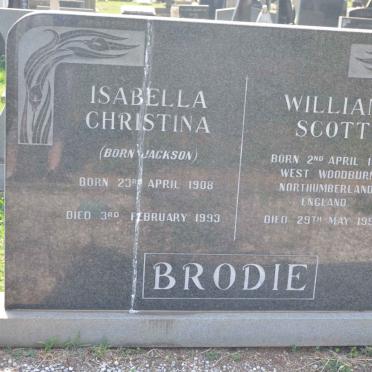 ISABELLA
CHRISTINA
(BORN JACKSON)
BORN 23RD APRIL 1908
DIED 3RD FEBRUARY 1993
WILLIAM
SCOTT
BORN 2ND APRIL
WEST WOODBURN
NORTHUMBERLAND
ENGLAND
DIED 29TH MAY
BRODIE